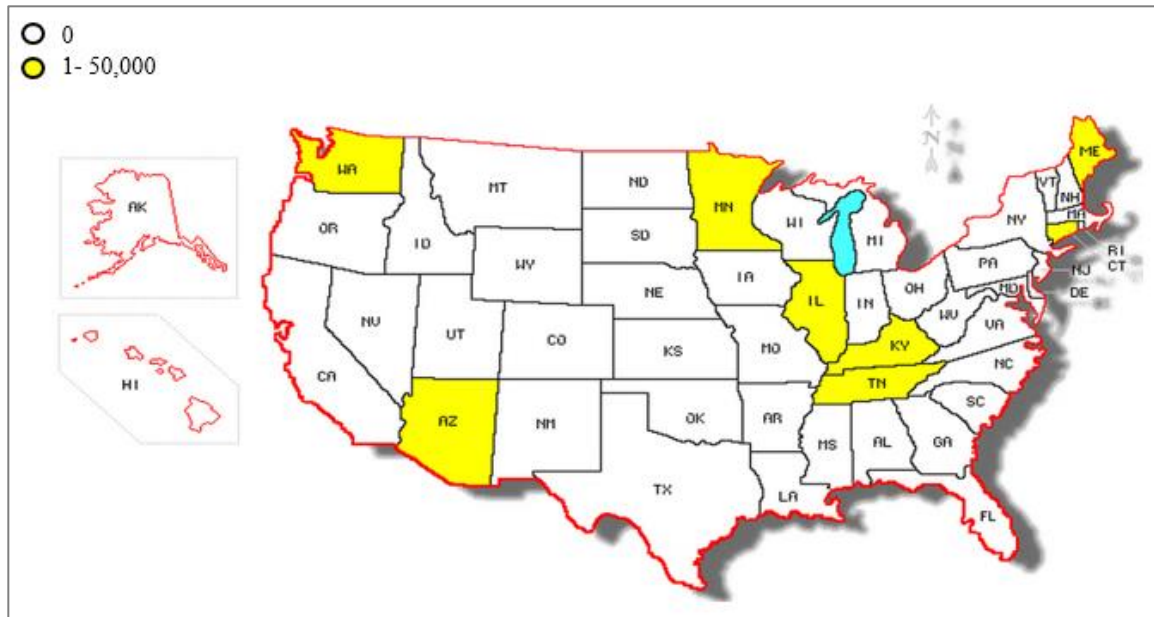 0
1- 50,000
N
WA
ME
MT
ND
MN
VT
NH
AK
OR
ID
SD
WI
MI
NY
MA
WY
RI
CT
IA
PA
NJ
NE
OH
DE
NV
UT
IL
IN
MD
CO
WV
VA
HI
CA
KS
MO
KY
NC
TN
AZ
NM
OK
AR
SC
MS
AL
GA
TX
LA
FL